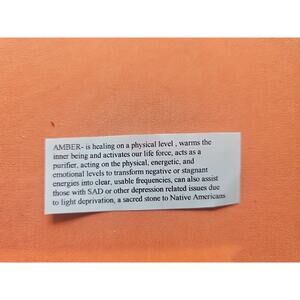 AMBER- is healing on a physical level , warms the
inner being and activates our life force, acts as a
purifier, acting on the physical, energetic, and
emotional levels to transform negative or stagnant
energies into clear, usable frequencies, can also assist
those with SAD or other depression related issues due
to light deprivation, a sacred stone to Native Americans